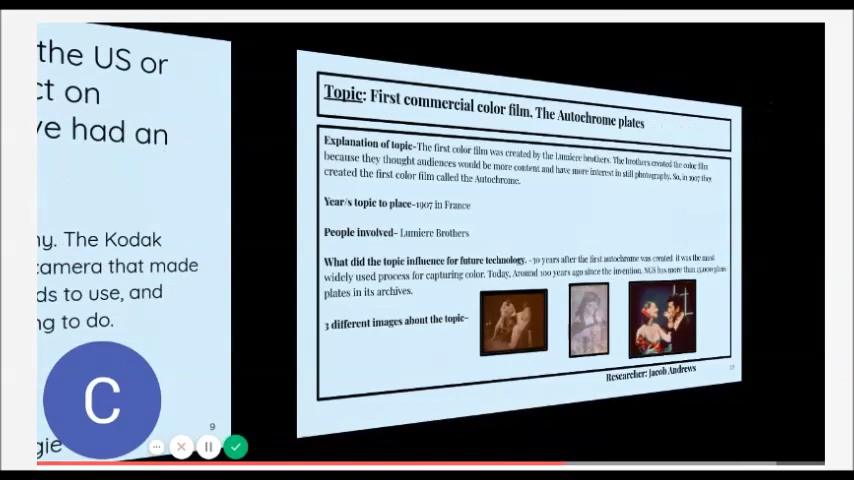 the US or
ct on
ve had an
ny. The Kodak
camera that made
ds to use, and
ng to do.
gie
9
C
Topic: First commercial color film, The Autochrome plates
Explanation of topic-The first color film was created by the Lumiere brothers. The brothers created the color film
because they thought audiences would be more content and have more interest in still photography. So, in 1907 they
created the first color film called the Autochrome.
Year/s topic to place-1907 in France
People involved- Lumiere Brothers
What did the topic influence for future technology. -30 years after the first autochrome was created it was the most
widely used process for capturing color. Today, Around 100 years ago since the invention, NGS has more than 15,000 glass
plates in its archives.
3 different images about the topic-
Researcher: Jacob Andrews